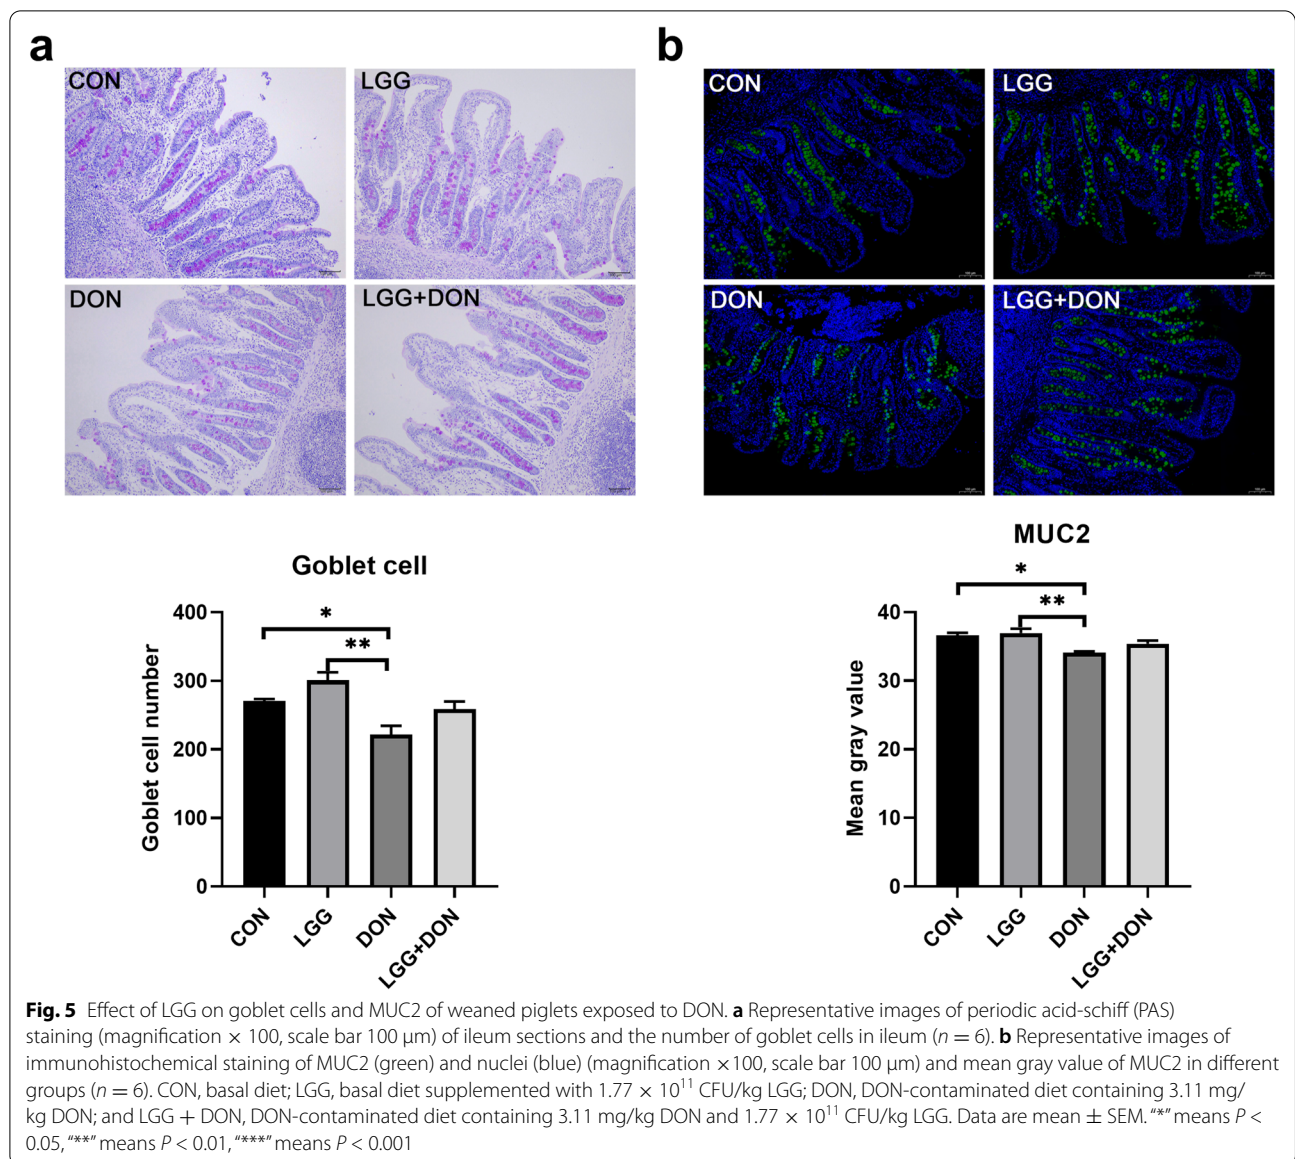 a
b
CON
LGG
CON
LGG
DON
LGG+DON
DON
LGG+DON
Goblet cell
Goblet cell number
400
300
200
100
0
*
**
CON
LGG
DON
LGG+DON
MUC2
Mean gray value
40
30
20
10
0
*
**
CON
LGG
DON
LGG+DON
Fig. 5 Effect of LGG on goblet cells and MUC2 of weaned piglets exposed to DON. a Representative images of periodic acid-schiff (PAS)
staining (magnification × 100, scale bar 100 μm) of ileum sections and the number of goblet cells in ileum (n = 6). b Representative images of
immunohistochemical staining of MUC2 (green) and nuclei (blue) (magnification ×100, scale bar 100 μm) and mean gray value of MUC2 in different
groups (n = 6). CON, basal diet; LGG, basal diet supplemented with 1.77 × 10¹¹ CFU/kg LGG; DON, DON-contaminated diet containing 3.11 mg/
kg DON; and LGG + DON, DON-contaminated diet containing 3.11 mg/kg DON and 1.77 × 10¹¹ CFU/kg LGG. Data are mean ± SEM. “*” means P <
0.05, “**” means P < 0.01, “***” means P < 0.001